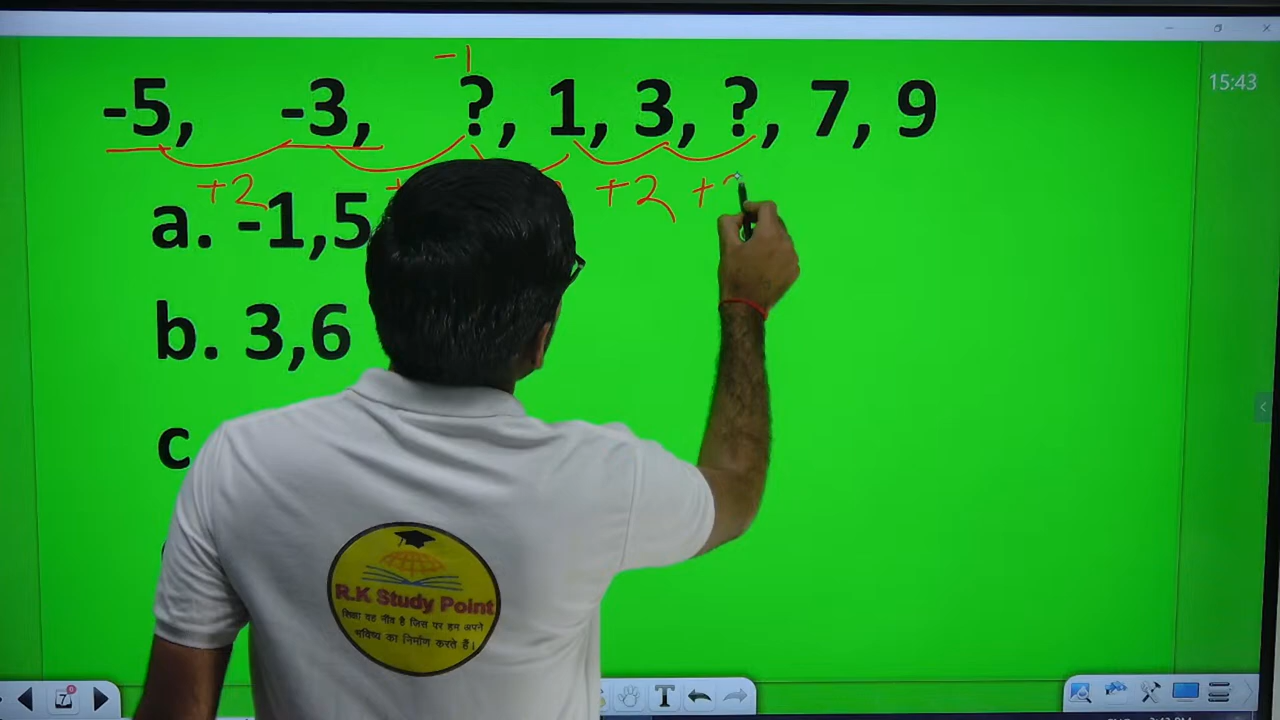 -1
-5, -3, ?, 1, 3, ?, 7, 9
+2 +2 +
a. -1,5
b. 3,6
c
15:43
R.K Study Point
शिक्षा वह नींव है जिस पर हम अपने
भविष्य का निर्माण करते हैं।
7
T